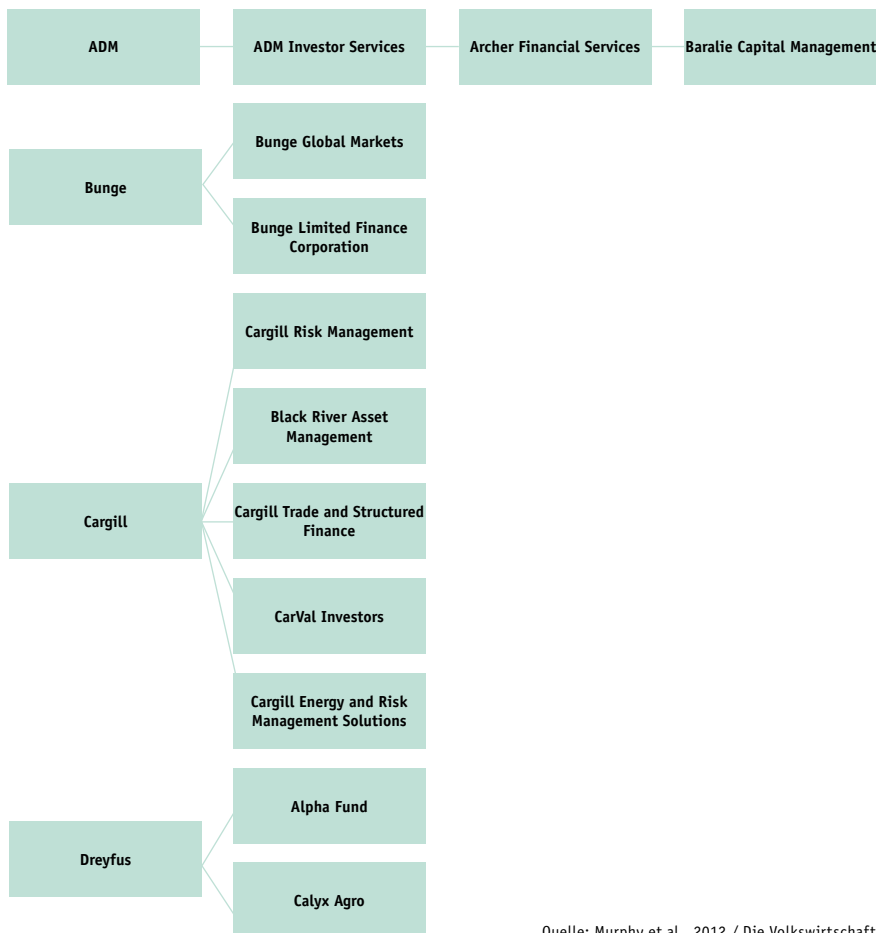 ADM
ADM Investor Services
Archer Financial Services
Baralie Capital Management
Bunge
Bunge Global Markets
Bunge Limited Finance
Corporation
Cargill
Cargill Risk Management
Black River Asset
Management
Cargill Trade and Structured
Finance
CarVal Investors
Cargill Energy and Risk
Management Solutions
Dreyfus
Alpha Fund
Calyx Agro
Quelle: Murphy et al., 2012 / Die Volkswirtschaft